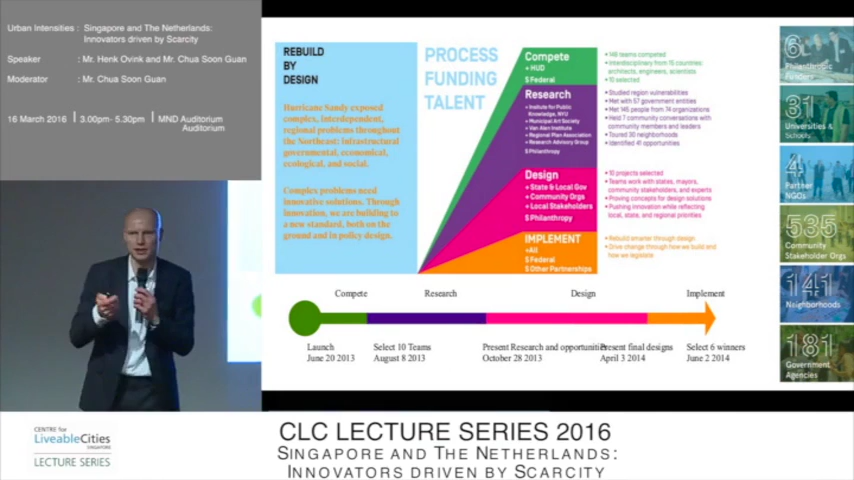 Urban Intensities : Singapore and The Netherlands:
Innovators driven by Scarcity
Speaker : Mr. Henk Ovink and Mr. Chua Soon Guan
Moderator : Mr. Chua Soon Guan
16 March 2016 | 3.00pm- 5.30pm | MND Auditorium
Auditorium
REBUILD
BY
DESIGN
Hurricane Sandy exposed
complex, interdependent,
regional problems throughout
the Northeast: infrastructural
governmental, economical,
ecological, and social.
Complex problems need
innovative solutions. Through
innovation, we are building to
a new standard, both on the
ground and in policy design.
PROCESS
FUNDING
TALENT
Compete
+ HUD
$ Federal
• 148 teams competed
• Interdisciplinary from 15 countries:
architects, engineers, scientists
• 10 selected
Research
+ Institute for Public
Knowledge, NYU
+ Municipal Art Society
+ Van Alen Institute
+ Regional Plan Association
+ Research Advisory Group
$ Philanthropy
• Studied region vulnerabilities
• Met with 57 government entities
• Met 145 people from 74 organizations
• Held 7 community conversations with
community members and leaders
• Toured 30 neighborhoods
• Identified 41 opportunities
Design
+ State & Local Gov
+ Community Orgs
+ Local Stakeholders
$ Philanthropy
• 10 projects selected
• Teams work with states, mayors,
community stakeholders, and experts
• Proving concepts for design solutions
• Pushing innovation while reflecting
local, state, and regional priorities
IMPLEMENT
+All
$ Federal
$ Other Partnerships
• Rebuild smarter through design
• Drive change through how we build and
how we legislate
6
Philanthropic
Funders
31
Universities &
Schools
4
Partner
NGOs
535
Community
Stakeholder Orgs
141
Neighborhoods
181
Government
Agencies
Compete Research Design Implement
Launch
June 20 2013
Select 10 Teams
August 8 2013
Present Research and opportunities
October 28 2013
Present final designs
April 3 2014
Select 6 winners
June 2 2014
CENTRE for
LiveableCities
SINGAPORE
LECTURE SERIES
CLC LECTURE SERIES 2016
SINGAPORE AND THE NETHERLANDS:
INNOVATORS DRIVEN BY SCARCITY